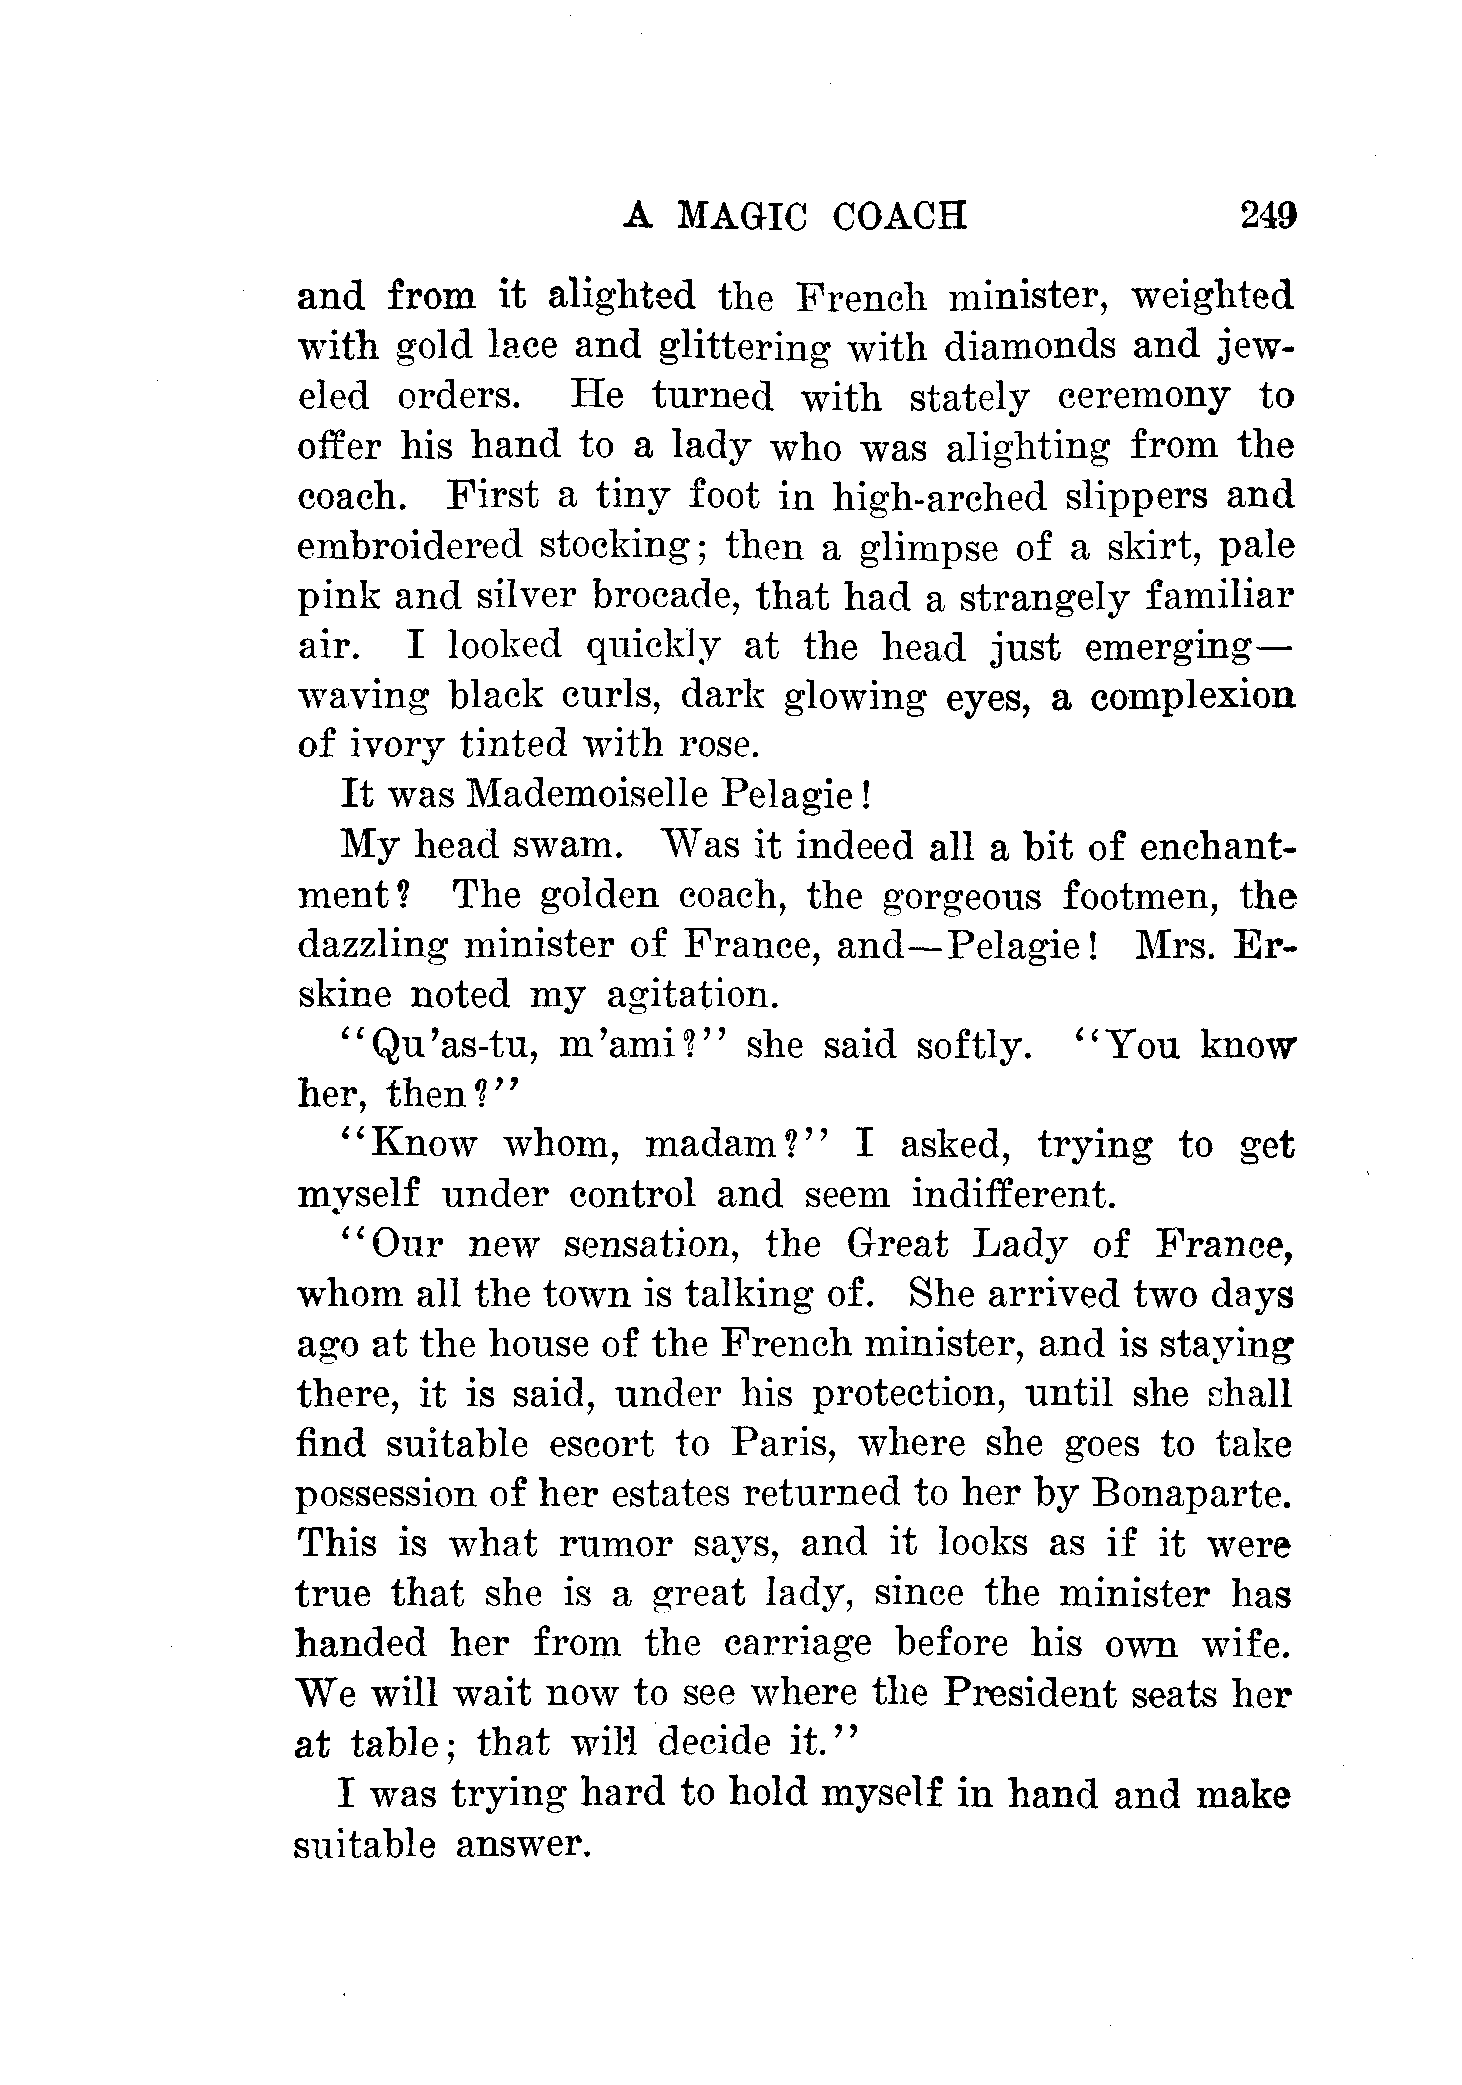 A MAGIC COACH 249
and from it alighted the French minister, weighted
with gold lace and glittering with diamonds and jew-
eled orders. He turned with stately ceremony to
offer his hand to a lady who was alighting from the
coach. First a tiny foot in high-arched slippers and
embroidered stocking; then a glimpse of a skirt, pale
pink and silver brocade, that had a strangely familiar
air. I looked quickly at the head just emerging—
waving black curls, dark glowing eyes, a complexion
of ivory tinted with rose.
It was Mademoiselle Pelagie!
My head swam. Was it indeed all a bit of enchant-
ment? The golden coach, the gorgeous footmen, the
dazzling minister of France, and—Pelagie! Mrs. Er-
skine noted my agitation.
"Qu'as-tu, m'ami?" she said softly. "You know
her, then?"
"Know whom, madam?" I asked, trying to get
myself under control and seem indifferent.
"Our new sensation, the Great Lady of France,
whom all the town is talking of. She arrived two days
ago at the house of the French minister, and is staying
there, it is said, under his protection, until she shall
find suitable escort to Paris, where she goes to take
possession of her estates returned to her by Bonaparte.
This is what rumor says, and it looks as if it were
true that she is a great lady, since the minister has
handed her from the carriage before his own wife.
We will wait now to see where the President seats her
at table; that will decide it."
I was trying hard to hold myself in hand and make
suitable answer.